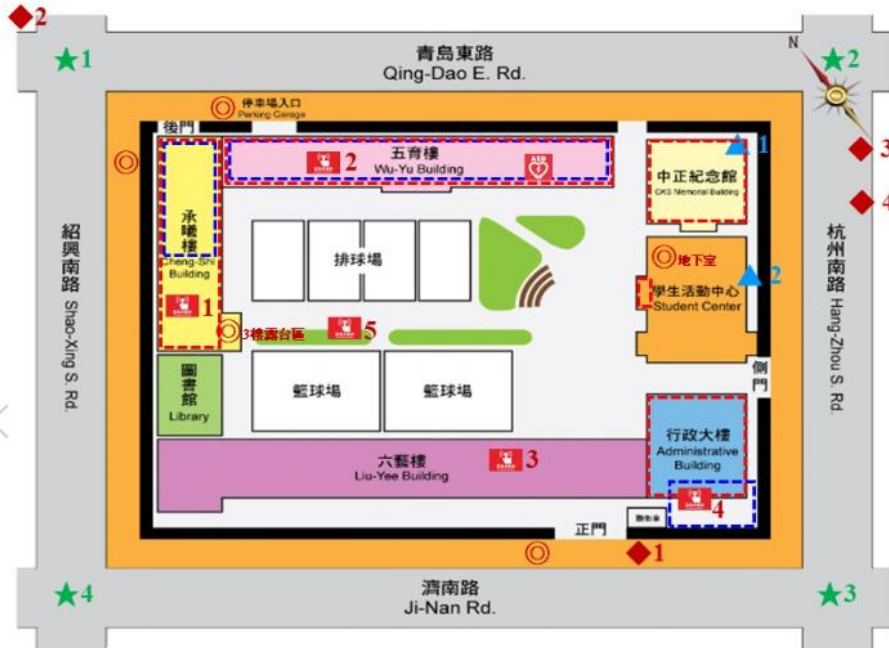 2
1
青島東路
Qing-Dao E. Rd.
N
2
停車場入口
Parking Garage
後門
五育樓
Wu-Yu Building
2
AED
1
中正紀念館
CKS Memorial Building
3
4
承曦樓
Cheng-Shi
Building
1
排球場
地下室
學生活動中心
Student Center
2
紹興南路 Shao-Xing S. Rd.
杭州南路 Hang-Zhou S. Rd.
3樓露台區
5
圖書館
Library
籃球場
籃球場
側門
行政大樓
Administrative
Building
六藝樓
Liu-Yee Building
3
4
正門
1
4
濟南路
Ji-Nan Rd.
3